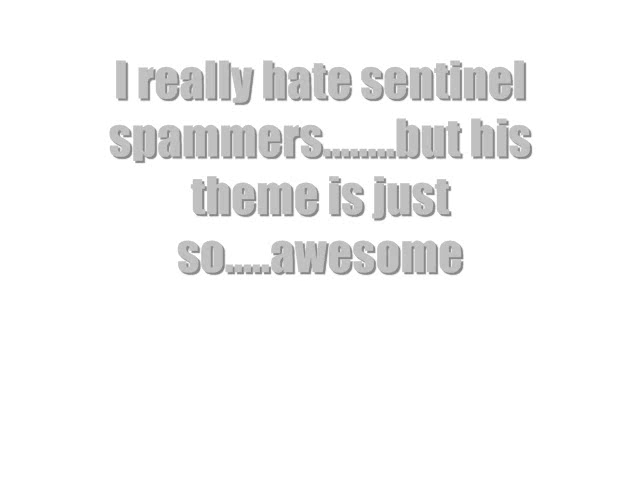 I really hate sentinel
spammers........but his
theme is just
so.....awesome